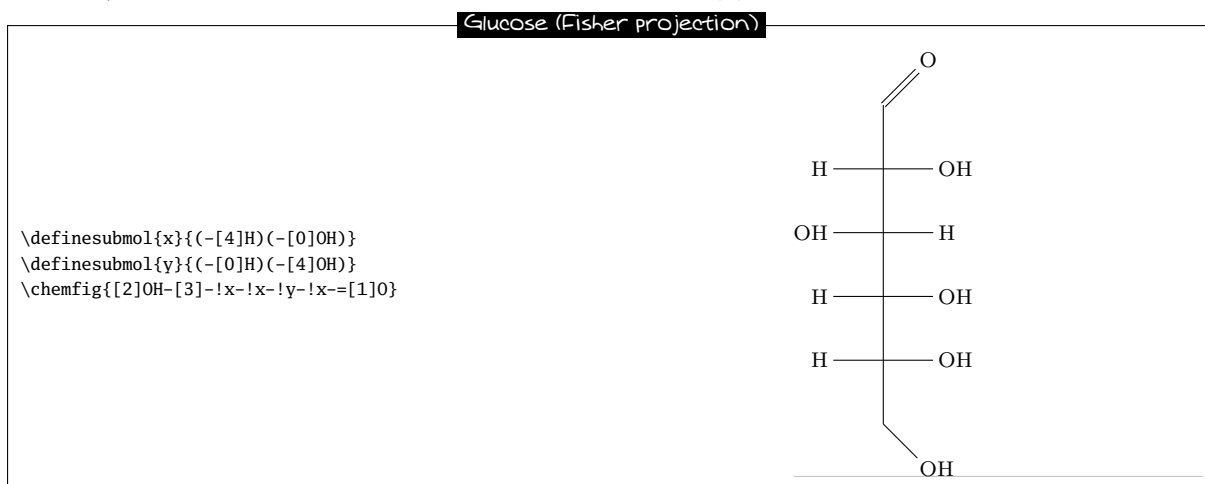 Glucose (Fisher projection)
\definesubmol{x}{(-[4]H)(-[0]OH)}
\definesubmol{y}{(-[0]H)(-[4]OH)}
\chemfig{[2]OH-[3]-!x-!x-!y-!x-=[1]O}
O
H OH
OH H
H OH
H OH
OH